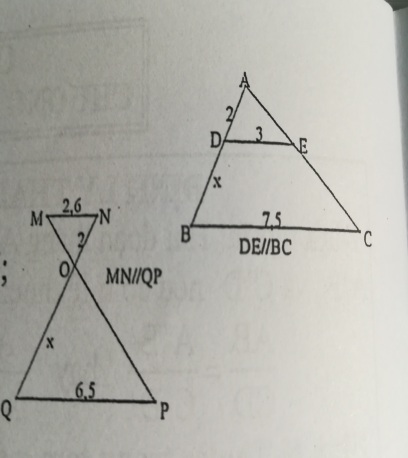 A
2
D 3 E
x
B 7,5 C
DE//BC
M 2,6 N
2
O MN//QP
;
x
Q 6,5 P